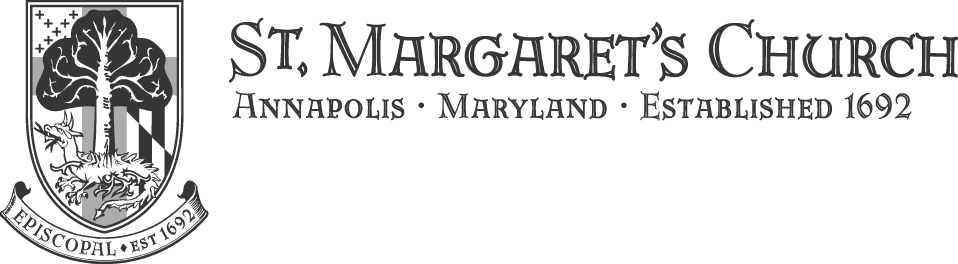 St. Margaret's Church
Annapolis · Maryland · Established 1692
EPISCOPAL ♦ EST 1692